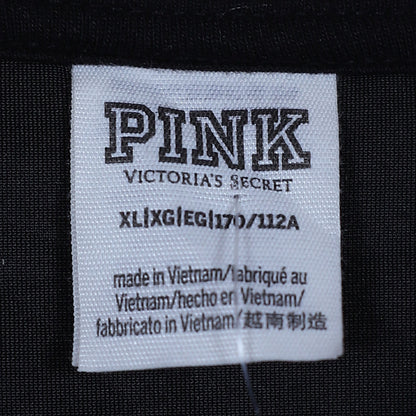 PINK
VICTORIA'S SECRET
XL|XG|EG|170/112A
made in Vietnam/fabriqué au
Vietnam/hecho en Vietnam/
fabbricato in Vietnam/越南制造